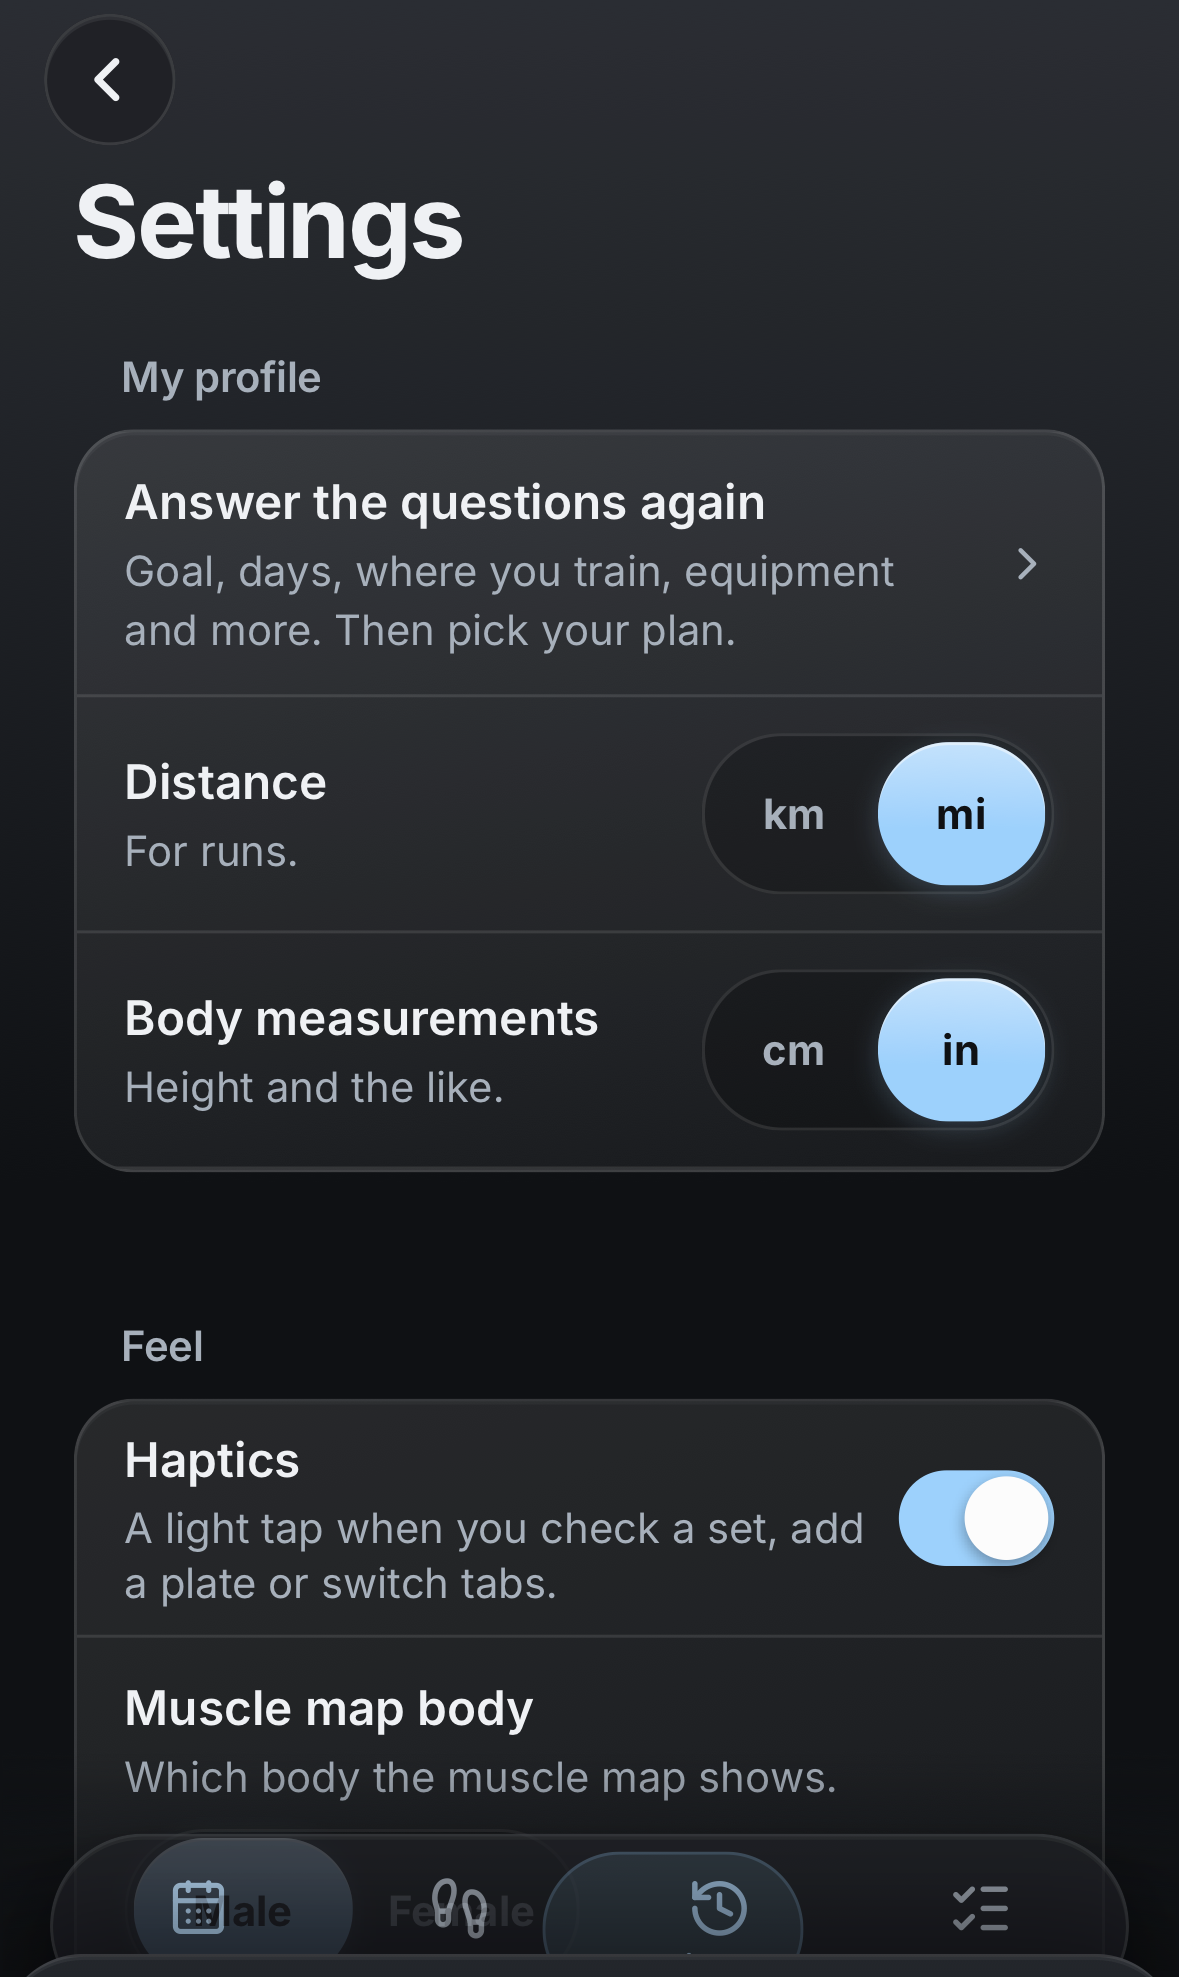 Settings
My profile
Answer the questions again
Goal, days, where you train, equipment
and more. Then pick your plan.
Distance
For runs.
km
mi
Body measurements
Height and the like.
cm
in
Feel
Haptics
A light tap when you check a set, add
a plate or switch tabs.
Muscle map body
Which body the muscle map shows.
Male
Female